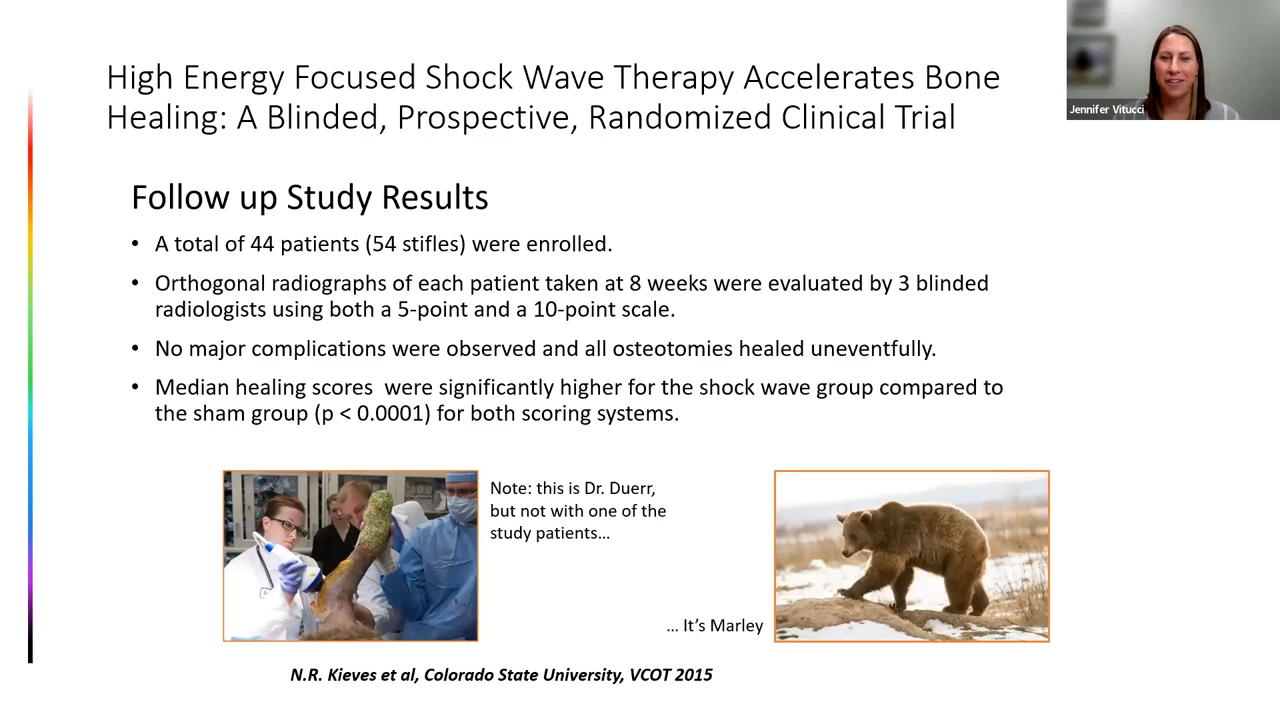 High Energy Focused Shock Wave Therapy Accelerates Bone
Healing: A Blinded, Prospective, Randomized Clinical Trial
Jennifer Vitucci
Follow up Study Results
• A total of 44 patients (54 stifles) were enrolled.
• Orthogonal radiographs of each patient taken at 8 weeks were evaluated by 3 blinded
radiologists using both a 5-point and a 10-point scale.
• No major complications were observed and all osteotomies healed uneventfully.
• Median healing scores  were significantly higher for the shock wave group compared to
the sham group (p < 0.0001) for both scoring systems.
Note: this is Dr. Duerr,
but not with one of the
study patients...
... It's Marley
N.R. Kieves et al, Colorado State University, VCOT 2015